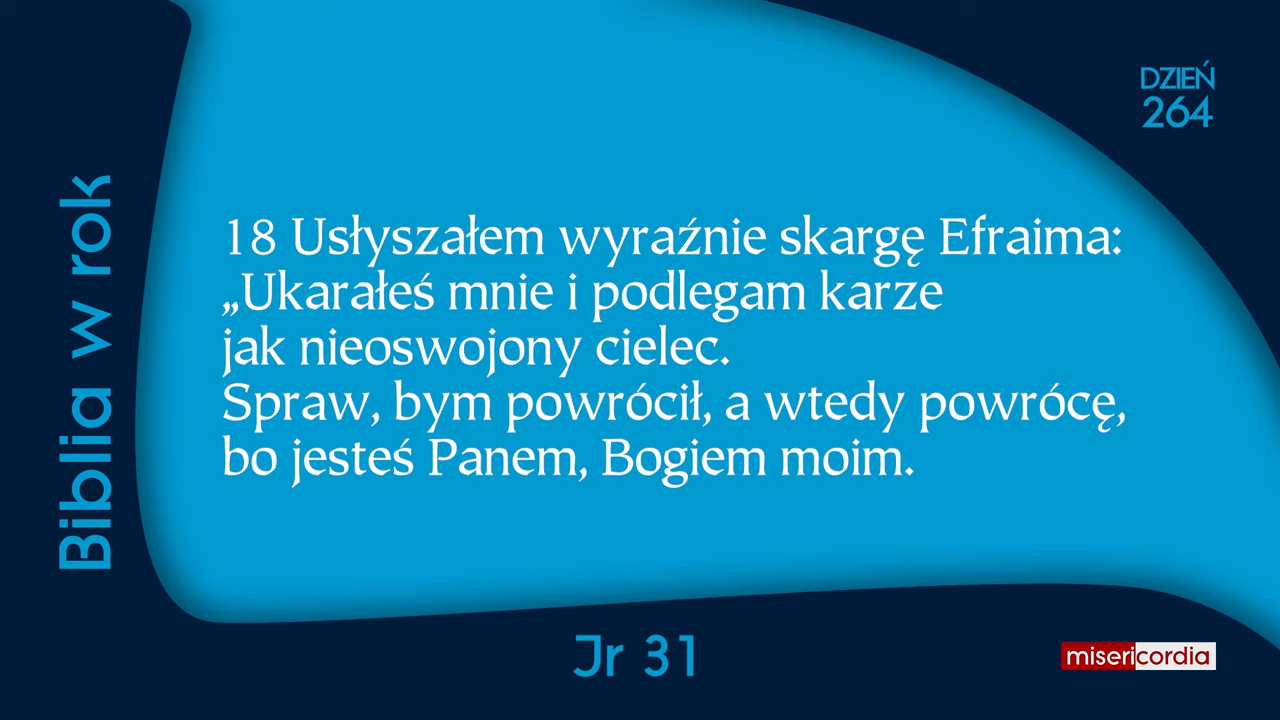 DZIEŃ
264
Biblia w rok
18 Usłyszałem wyraźnie skargę Efraima:
„Ukarałeś mnie i podlegam karze
jak nieoswojony cielec.
Spraw, bym powrócił, a wtedy powrócę,
bo jesteś Panem, Bogiem moim.
Jr 31
misericordia